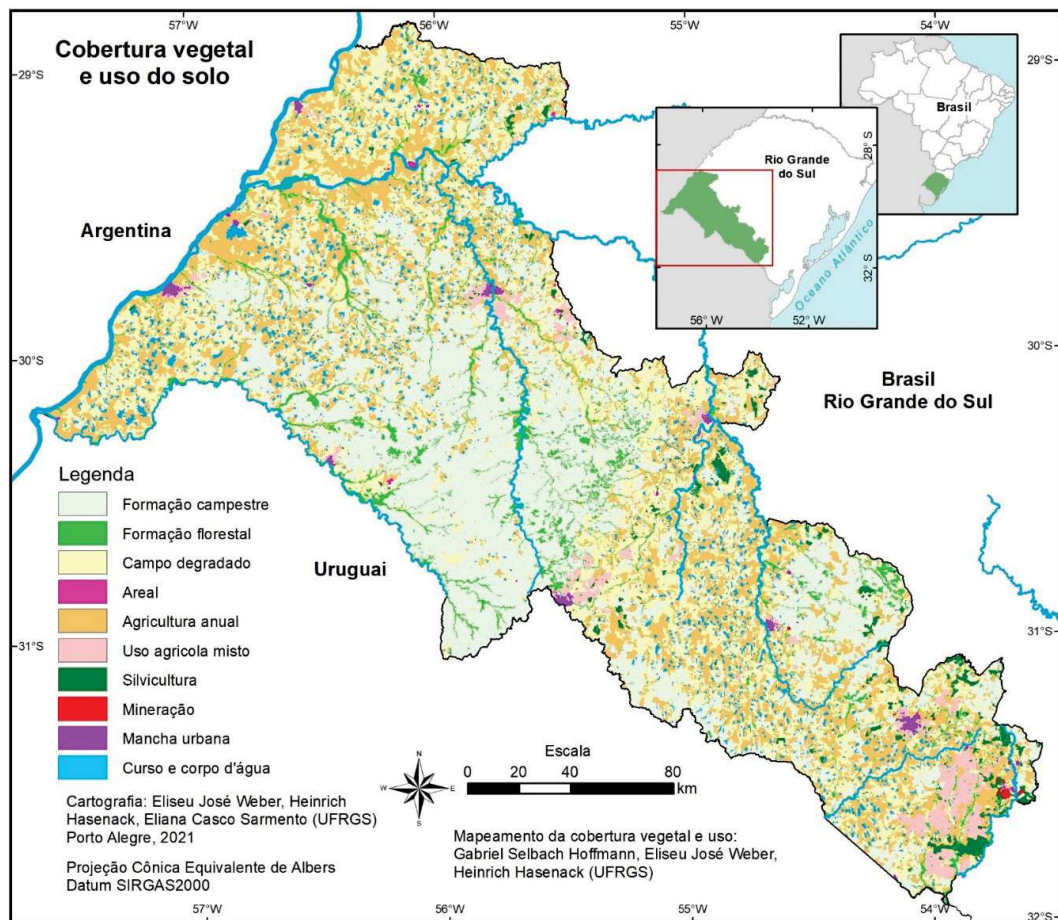 57°W
56°W
55°W
54°W
Cobertura vegetal
e uso do solo
29°S
29°S
Brasil
Rio Grande
do Sul
28° S
32° S
Oceano Atlântico
56° W
52° W
Argentina
30°S
30°S
Brasil
Rio Grande do Sul
Uruguai
31°S
31°S
Legenda
Formação campestre
Formação florestal
Campo degradado
Areal
Agricultura anual
Uso agricola misto
Silvicultura
Mineração
Mancha urbana
Curso e corpo d'água
N
W
E
S
Escala
0 20 40 80
km
Cartografia: Eliseu José Weber, Heinrich
Hasenack, Eliana Casco Sarmento (UFRGS)
Porto Alegre, 2021
Projeção Cônica Equivalente de Albers
Datum SIRGAS2000
Mapeamento da cobertura vegetal e uso:
Gabriel Selbach Hoffmann, Eliseu José Weber,
Heinrich Hasenack (UFRGS)
57°W
56°W
55°W
54°W
32°S